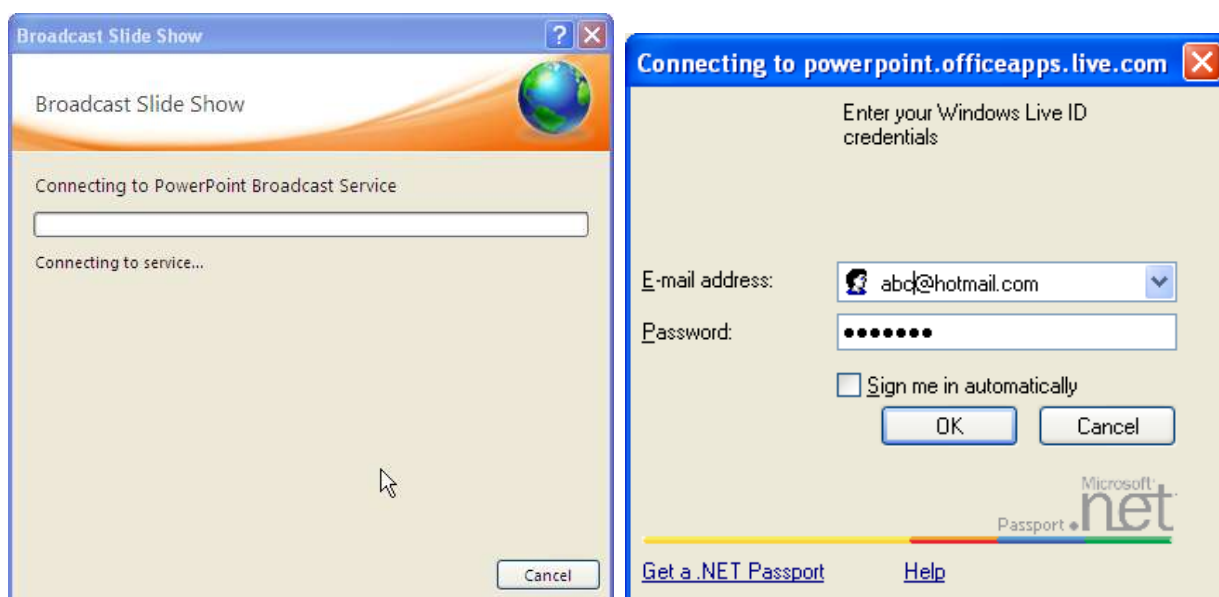 Broadcast Slide Show
Broadcast Slide Show
Connecting to PowerPoint Broadcast Service
Connecting to service...
Cancel
Connecting to powerpoint.officeapps.live.com
Enter your Windows Live ID
credentials
E-mail address:
abc@hotmail.com
Password:
•••••••
Sign me in automatically
OK
Cancel
Microsoft
Passport .net
Get a .NET Passport
Help